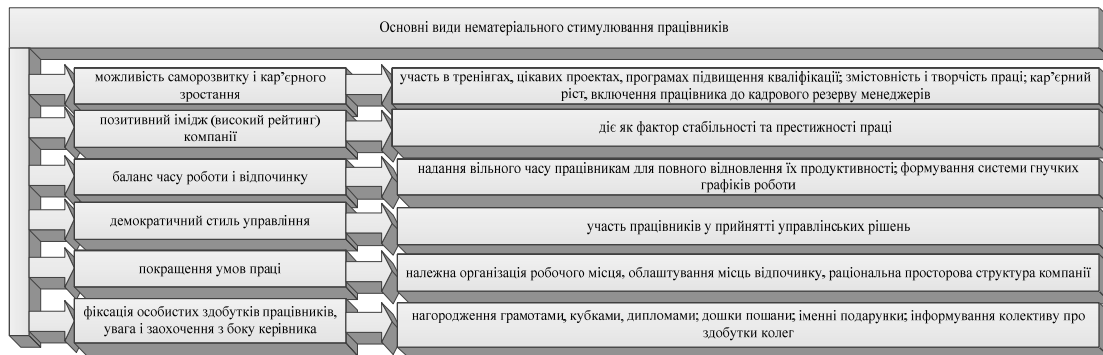 Основні види нематеріального стимулювання працівників
можливість саморозвитку і кар’єрного
зростання
участь в тренінгах, цікавих проектах, програмах підвищення кваліфікації; змістовність і творчість праці; кар’єрний
ріст, включення працівника до кадрового резерву менеджерів
позитивний імідж (високий рейтинг)
компанії
діє як фактор стабільності та престижності праці
баланс часу роботи і відпочинку
надання вільного часу працівникам для повного відновлення їх продуктивності; формування системи гнучких
графіків роботи
демократичний стиль управління
участь працівників у прийнятті управлінських рішень
покращення умов праці
належна організація робочого місця, облаштування місць відпочинку, раціональна просторова структура компанії
фіксація особистих здобутків працівників,
увага і заохочення з боку керівника
нагородження грамотами, кубками, дипломами; дошки пошани; іменні подарунки; інформування колективу про
здобутки колег